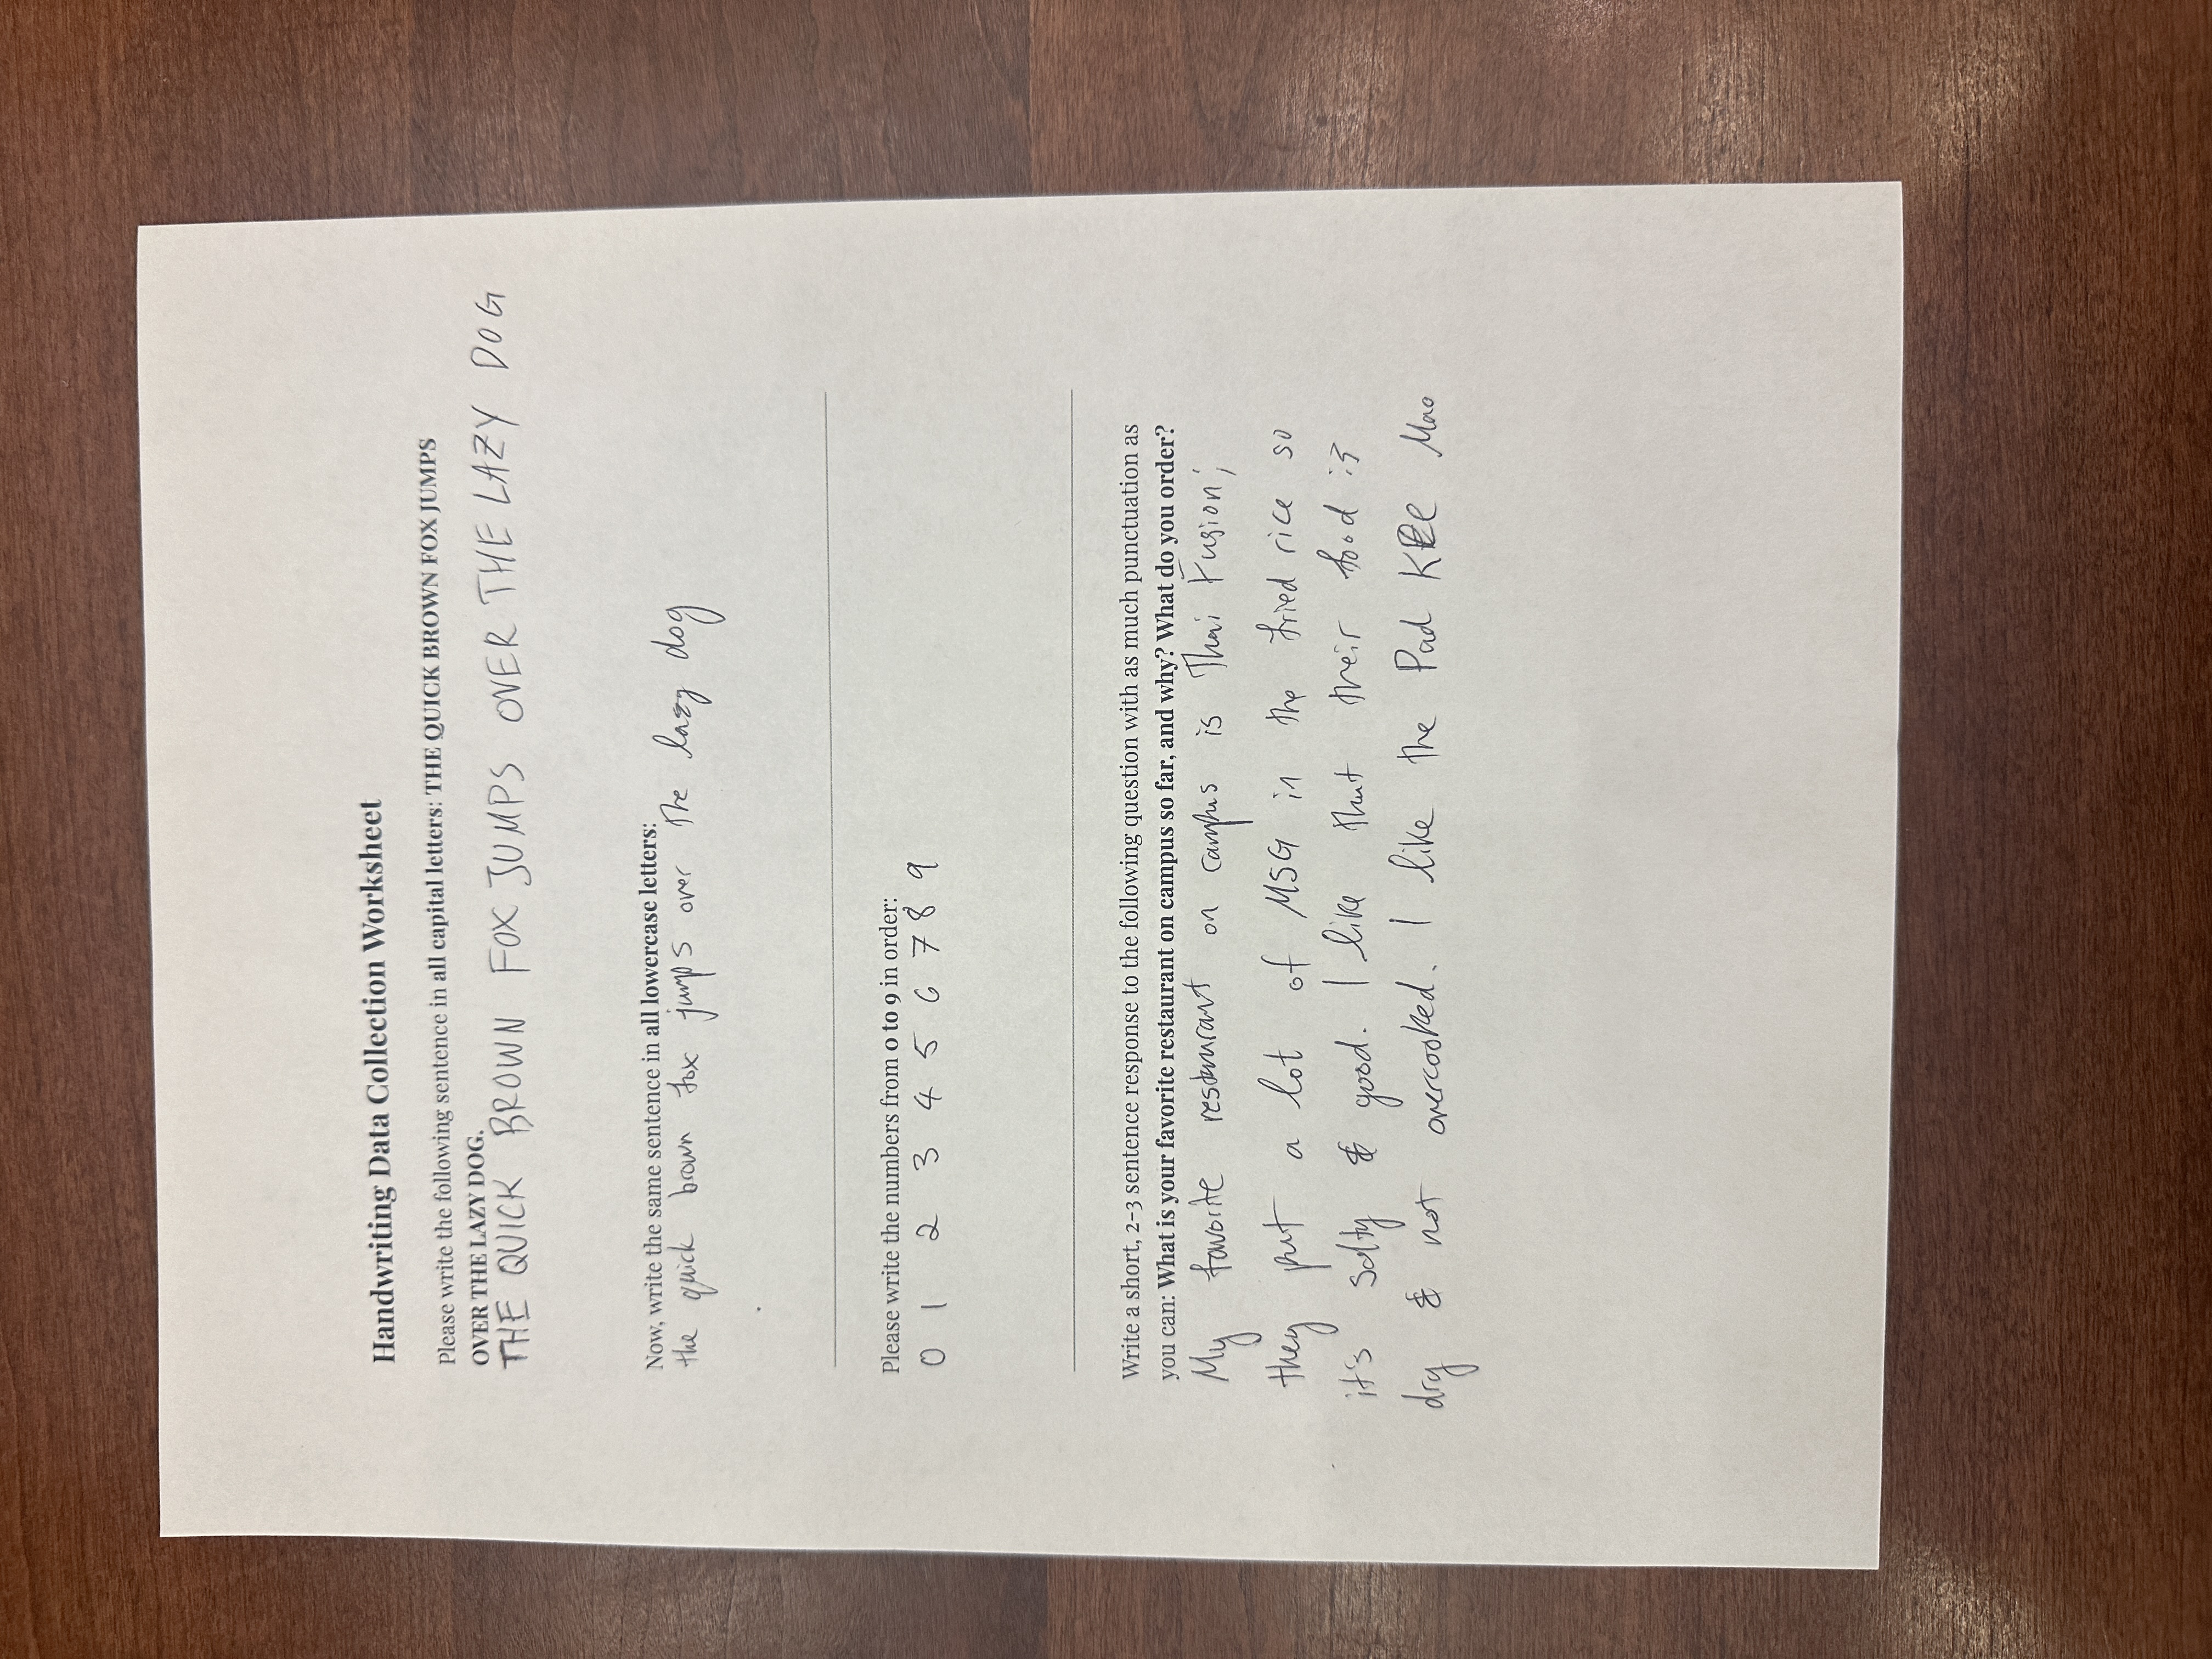 Handwriting Data Collection Worksheet
Please write the following sentence in all capital letters: THE QUICK BROWN FOX JUMPS
OVER THE LAZY DOG.
THE QUICK BROWN FOX JUMPS OVER THE LAZY DOG
Now, write the same sentence in all lowercase letters:
the quick brown fox jumps over the lazy dog
Please write the numbers from 0 to 9 in order:
0 1 2 3 4 5 6 7 8 9
Write a short, 2-3 sentence response to the following question with as much punctuation as
you can: What is your favorite restaurant on campus so far, and why? What do you order?
My favorite restaurant on campus is Thai Fusion;
they put a lot of MSG in the fried rice so
it's salty & good. I like that their food is
dry & not overcooked. I like the Pad Kee Mao